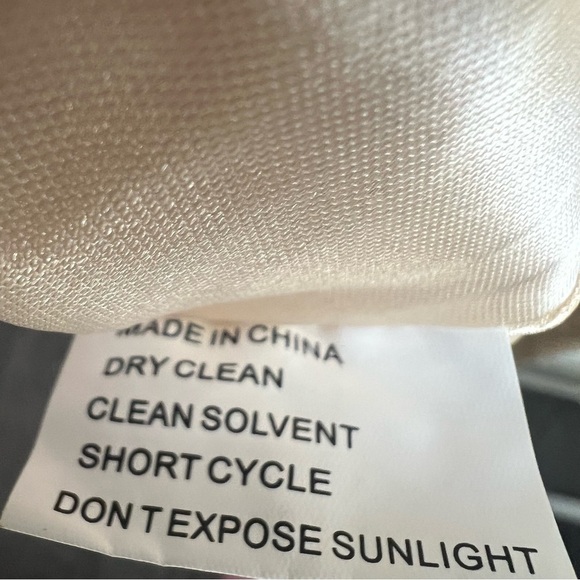 MADE IN CHINA
DRY CLEAN
CLEAN SOLVENT
SHORT CYCLE
DON T EXPOSE SUNLIGHT